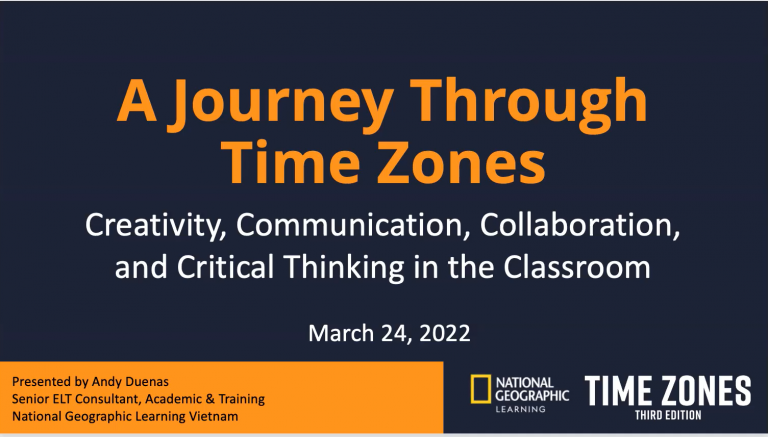 A Journey Through
Time Zones
Creativity, Communication, Collaboration,
and Critical Thinking in the Classroom
March 24, 2022
Presented by Andy Duenas
Senior ELT Consultant, Academic & Training
National Geographic Learning Vietnam
NATIONAL
GEOGRAPHIC
LEARNING
TIME ZONES
THIRD EDITION